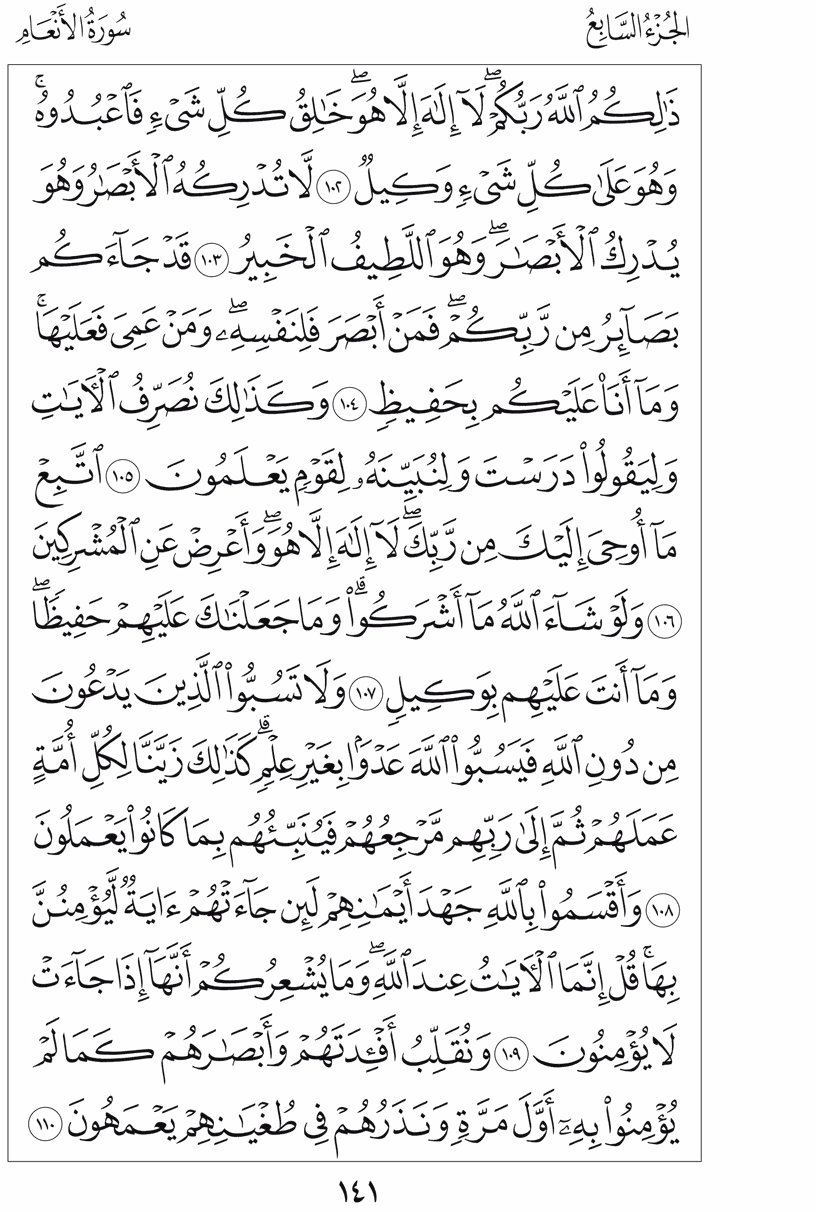 الجُزْءُ السَّابِعُ
سُورَةُ الأَنْعَامِ
ذَٰلِكُمُ ٱللَّهُ رَبُّكُمْۖ لَآ إِلَٰهَ إِلَّا هُوَۖ خَٰلِقُ كُلِّ شَىْءٍ فَٱعْبُدُوهُۚ
وَهُوَ عَلَىٰ كُلِّ شَىْءٍ وَكِيلٌ ١٠٢ لَّا تُدْرِكُهُ ٱلْأَبْصَٰرُ وَهُوَ
يُدْرِكُ ٱلْأَبْصَٰرَۖ وَهُوَ ٱللَّطِيفُ ٱلْخَبِيرُ ١٠٣ قَدْ جَآءَكُم
بَصَآئِرُ مِن رَّبِّكُمْۖ فَمَنْ أَبْصَرَ فَلِنَفْسِهِۦۖ وَمَنْ عَمِىَ فَعَلَيْهَاۚ
وَمَآ أَنَا۠ عَلَيْكُم بِحَفِيظٍ ١٠٤ وَكَذَٰلِكَ نُصَرِّفُ ٱلْـَٔايَٰتِ
وَلِيَقُولُوا۟ دَرَسْتَ وَلِنُبَيِّنَهُۥ لِقَوْمٍ يَعْلَمُونَ ١٠٥ ٱتَّبِعْ
مَآ أُوحِىَ إِلَيْكَ مِن رَّبِّكَۖ لَآ إِلَٰهَ إِلَّا هُوَۖ وَأَعْرِضْ عَنِ ٱلْمُشْرِكِينَ
١٠٦ وَلَوْ شَآءَ ٱللَّهُ مَآ أَشْرَكُوا۟ۗ وَمَا جَعَلْنَٰكَ عَلَيْهِمْ حَفِيظًاۖ
وَمَآ أَنتَ عَلَيْهِم بِوَكِيلٍ ١٠٧ وَلَا تَسُبُّوا۟ ٱلَّذِينَ يَدْعُونَ
مِن دُونِ ٱللَّهِ فَيَسُبُّوا۟ ٱللَّهَ عَدْوًۢا بِغَيْرِ عِلْمٍۗ كَذَٰلِكَ زَيَّنَّا لِكُلِّ أُمَّةٍ
عَمَلَهُمْ ثُمَّ إِلَىٰ رَبِّهِم مَّرْجِعُهُمْ فَيُنَبِّئُهُم بِمَا كَانُوا۟ يَعْمَلُونَ
١٠٨ وَأَقْسَمُوا۟ بِٱللَّهِ جَهْدَ أَيْمَٰنِهِمْ لَئِن جَآءَتْهُمْ ءَايَةٌ لَّيُؤْمِنُنَّ
بِهَاۚ قُلْ إِنَّمَا ٱلْـَٔايَٰتُ عِندَ ٱللَّهِۖ وَمَا يُشْعِرُكُمْ أَنَّهَآ إِذَا جَآءَتْ
لَا يُؤْمِنُونَ ١٠٩ وَنُقَلِّبُ أَفْـِٔدَتَهُمْ وَأَبْصَٰرَهُمْ كَمَا لَمْ
يُؤْمِنُوا۟ بِهِۦٓ أَوَّلَ مَرَّةٍ وَنَذَرُهُمْ فِى طُغْيَٰنِهِمْ يَعْمَهُونَ ١١٠
١٤١